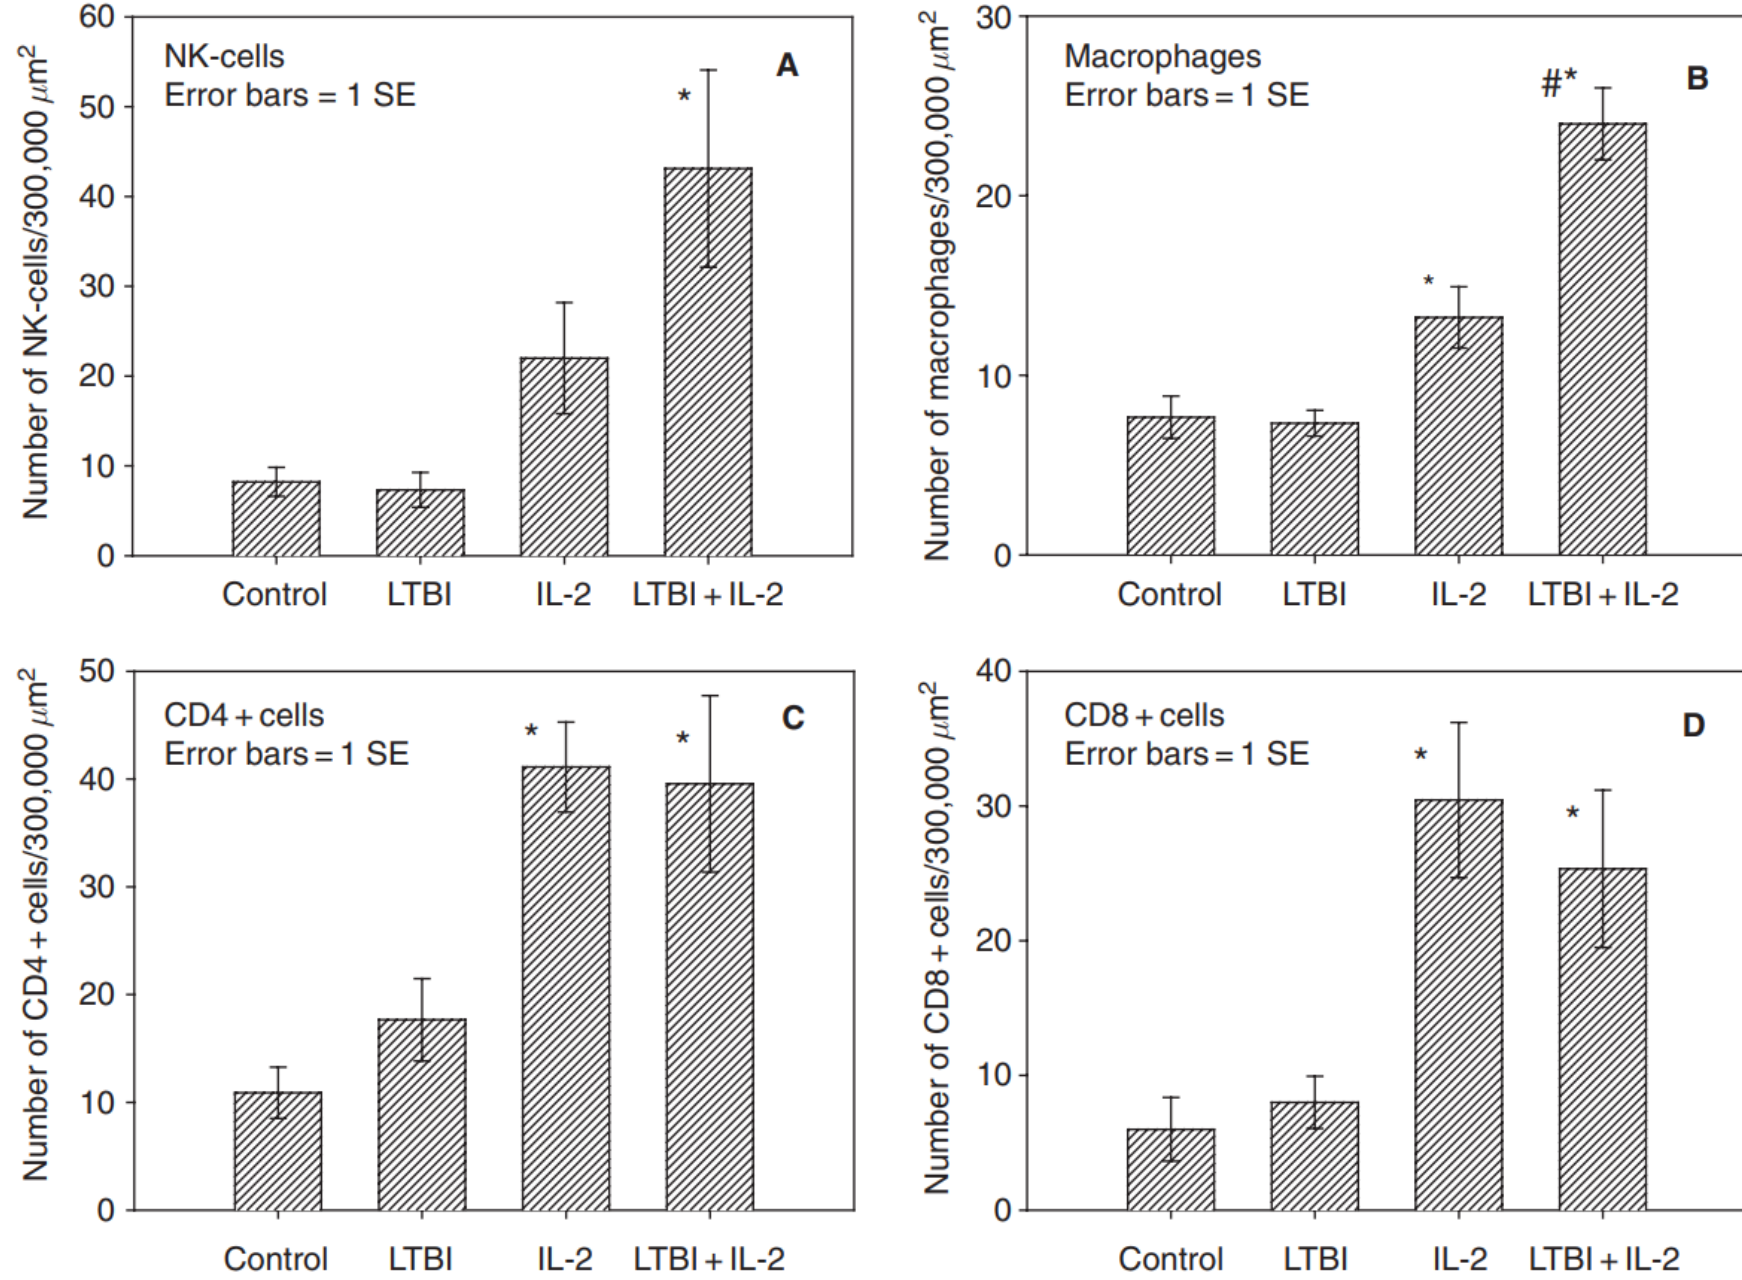 Number of NK-cells/300,000 μm²
60
50
40
30
20
10
0
NK-cells
Error bars = 1 SE
A
*
Control LTBI IL-2 LTBI + IL-2
Number of macrophages/300,000 μm²
30
20
10
0
Macrophages
Error bars = 1 SE
B
*
#*
Control LTBI IL-2 LTBI + IL-2
Number of CD4 + cells/300,000 μm²
50
40
30
20
10
0
CD4 + cells
Error bars = 1 SE
C
*
*
Control LTBI IL-2 LTBI + IL-2
Number of CD8 + cells/300,000 μm²
40
30
20
10
0
CD8 + cells
Error bars = 1 SE
D
*
*
Control LTBI IL-2 LTBI + IL-2